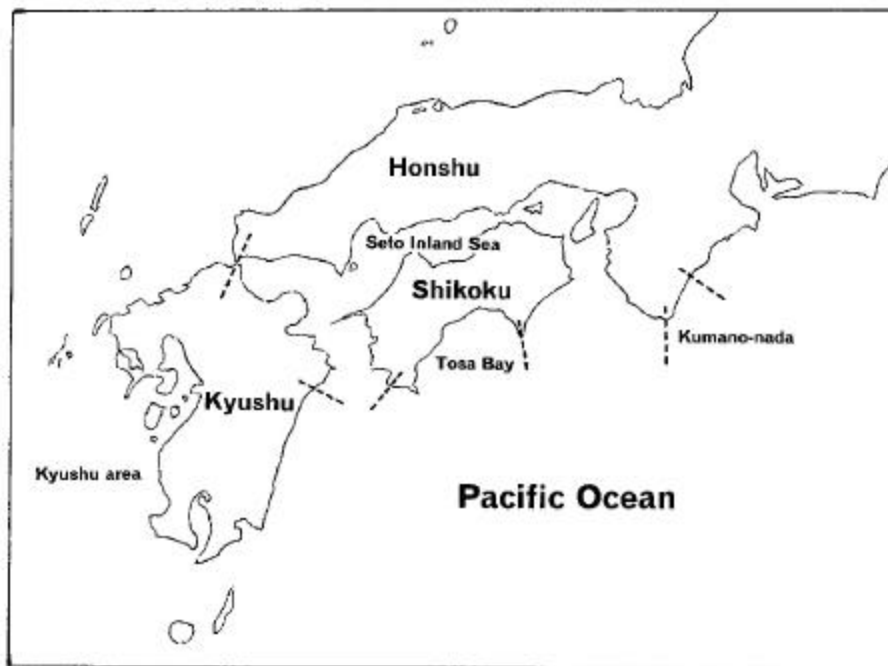 Honshu
Seto Inland Sea
Shikoku
Kumano-nada
Tosa Bay
Kyushu
Kyushu area
Pacific Ocean